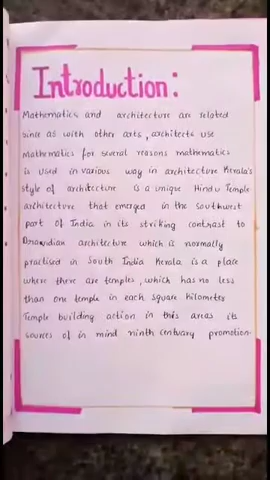 Introduction:
Mathematics and architecture are related
since as with other arts, architects use
Mathematics for several reasons mathematics
is used in various way in architecture Kerala's
style of architecture is a unique Hindu Temple
architecture that emerged in the southwest
part of India in its striking contrast to
Dravidian architecture which is normally
practised in South India Kerala is a place
where there are temples, which has no less
than one temple in each square kilometer
Temple building action in this areas its
sources of in mind ninth centuary promotion